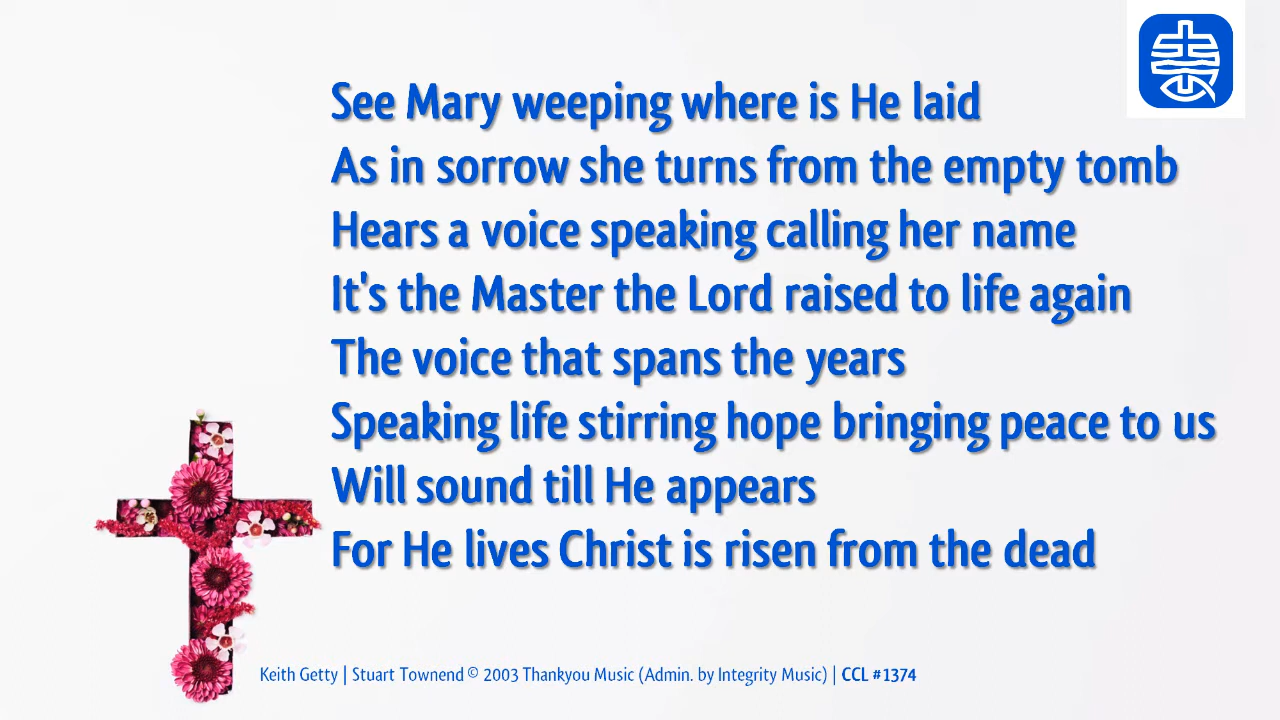 See Mary weeping where is He laid
As in sorrow she turns from the empty tomb
Hears a voice speaking calling her name
It's the Master the Lord raised to life again
The voice that spans the years
Speaking life stirring hope bringing peace to us
Will sound till He appears
For He lives Christ is risen from the dead
Keith Getty | Stuart Townend © 2003 Thankyou Music (Admin. by Integrity Music) | CCL #1374